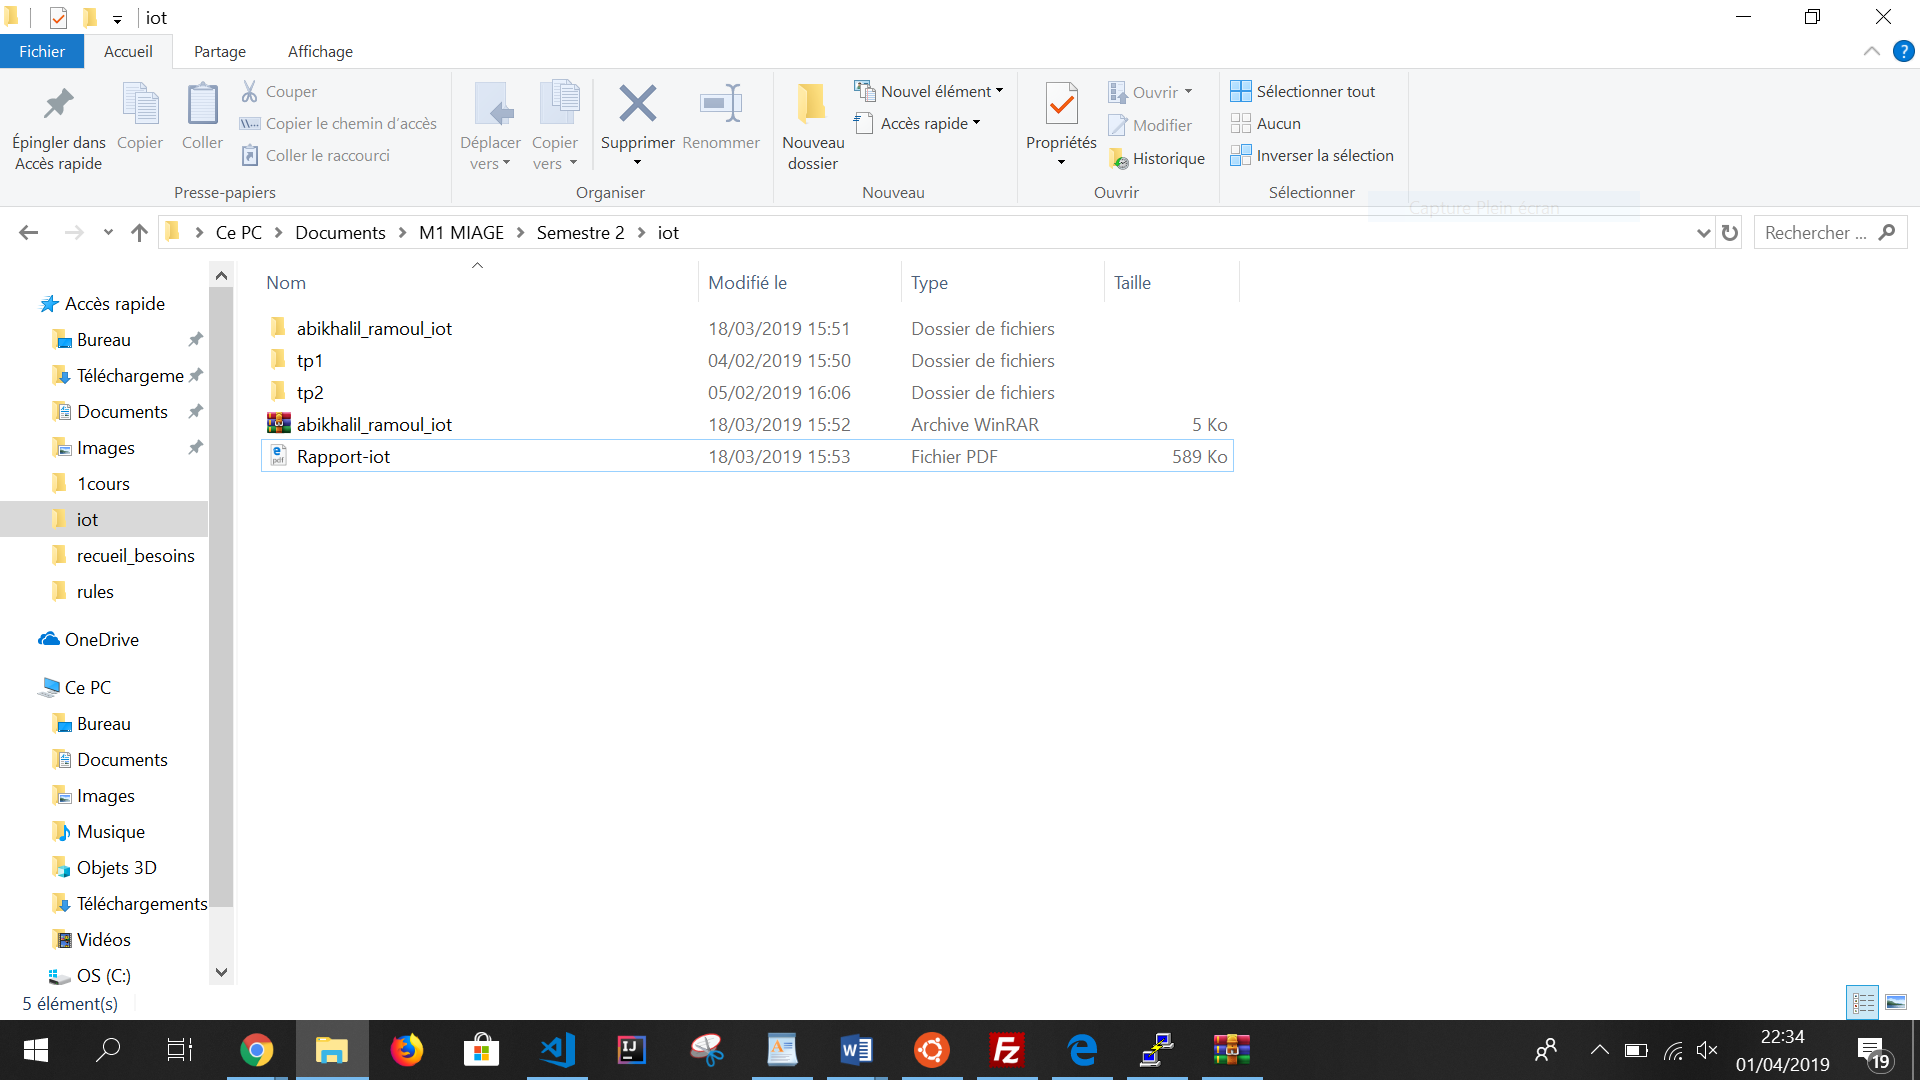 iot
Fichier Accueil Partage Affichage
Épingler dans Accès rapide
Copier
Coller
Couper
Copier le chemin d'accès
Coller le raccourci
Presse-papiers
Déplacer vers
Copier vers
Supprimer
Renommer
Organiser
Nouveau dossier
Nouvel élément
Accès rapide
Nouveau
Propriétés
Ouvrir
Modifier
Historique
Ouvrir
Sélectionner tout
Aucun
Inverser la sélection
Sélectionner
Capture Plein écran
Ce PC Documents M1 MIAGE Semestre 2 iot
Rechercher ...
Accès rapide
Bureau
Téléchargeme
Documents
Images
1cours
iot
recueil_besoins
rules
OneDrive
Ce PC
Bureau
Documents
Images
Musique
Objets 3D
Téléchargements
Vidéos
OS (C:)
Nom Modifié le Type Taille
abikhalil_ramoul_iot 18/03/2019 15:51 Dossier de fichiers
tp1 04/02/2019 15:50 Dossier de fichiers
tp2 05/02/2019 16:06 Dossier de fichiers
abikhalil_ramoul_iot 18/03/2019 15:52 Archive WinRAR 5 Ko
Rapport-iot 18/03/2019 15:53 Fichier PDF 589 Ko
5 élément(s)
22:34
01/04/2019
19